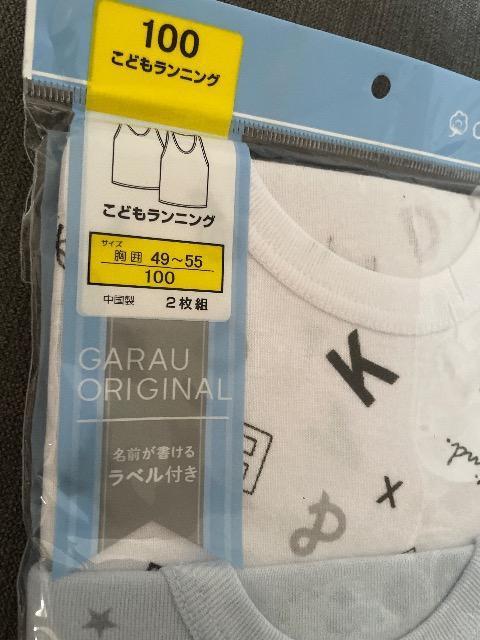 100
こどもランニング
こどもランニング
サイズ
胸囲 49～55
100
中国製 2枚組
GARAU
ORIGINAL
名前が書ける
ラベル付き
K
x